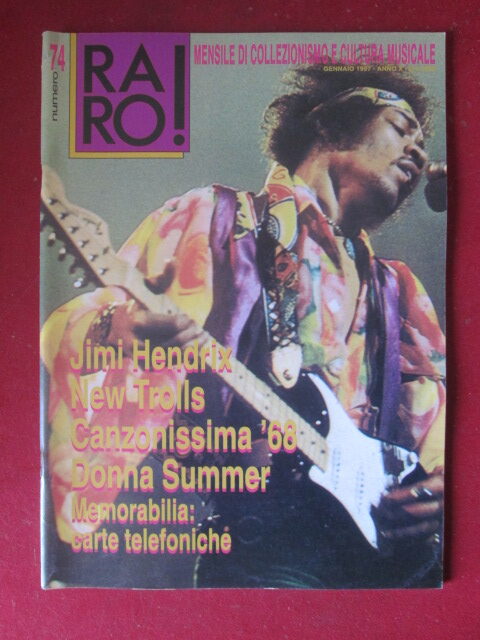 numero 74
RA
RO!
MENSILE DI COLLEZIONISMO E CULTURA MUSICALE
GENNAIO 1997 - ANNO X
Jimi Hendrix
New Trolls
Canzonissima '68
Donna Summer
Memorabilia:
carte telefoniche